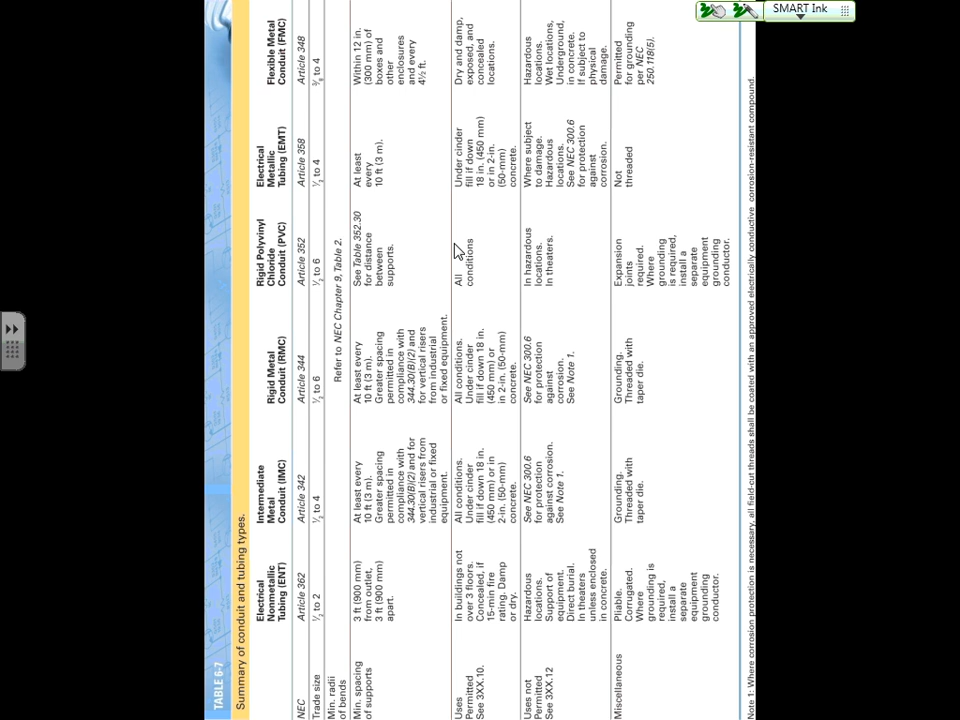 SMART Ink
TABLE 6-7
Summary of conduit and tubing types.
Electrical
Nonmetallic
Tubing (ENT)
Intermediate
Metal
Conduit (IMC)
Rigid Metal
Conduit (RMC)
Rigid Polyvinyl
Chloride
Conduit (PVC)
Electrical
Metallic
Tubing (EMT)
Flexible Metal
Conduit (FMC)
NEC
Article 362
Article 342
Article 344
Article 352
Article 358
Article 348
Trade size
½ to 2
½ to 4
½ to 6
½ to 6
½ to 4
⅜ to 4
Min. radii
of bends
Refer to NEC Chapter 9, Table 2.
Min. spacing
of supports
3 ft (900 mm)
from outlet,
3 ft (900 mm)
apart.
At least every
10 ft (3 m).
Greater spacing
permitted in
compliance with
344.30(B)(2) and for
vertical risers from
industrial or fixed
equipment.
At least every
10 ft (3 m).
Greater spacing
permitted in
compliance with
344.30(B)(2) and
for vertical risers
from industrial
or fixed equipment.
See Table 352.30
for distance
between
supports.
At least
every
10 ft (3 m).
Within 12 in.
(300 mm) of
boxes and
other
enclosures
and every
4½ ft.
Uses
Permitted
See 3XX.10.
In buildings not
over 3 floors.
Concealed, if
15-min fire
rating. Damp
or dry.
All conditions.
Under cinder
fill if down 18 in.
(450 mm) or in
2-in. (50-mm)
concrete.
All conditions.
Under cinder
fill if down 18 in.
(450 mm) or
in 2-in. (50-mm)
concrete.
All
conditions
Under cinder
fill if down
18 in. (450 mm)
or in 2-in.
(50-mm)
concrete.
Dry and damp,
exposed, and
concealed
locations.
Uses not
Permitted
See 3XX.12
Hazardous
locations.
Support of
equipment.
Direct burial.
In theaters
unless enclosed
in concrete.
See NEC 300.6
for protection
against corrosion.
See Note 1.
See NEC 300.6
for protection
against
corrosion.
See Note 1.
In hazardous
locations.
In theaters.
Where subject
to damage.
Hazardous
locations.
See NEC 300.6
for protection
against
corrosion.
Hazardous
locations.
Wet locations,
Underground,
in concrete.
If subject to
physical
damage.
Miscellaneous
Pliable.
Corrugated.
Where
grounding is
required,
install a
separate
equipment
grounding
conductor.
Grounding.
Threaded with
taper die.
Grounding.
Threaded with
taper die.
Expansion
joints
required.
Where
grounding
is required,
install a
separate
equipment
grounding
conductor.
Not
threaded
Permitted
for grounding
per NEC
250.118(5).
Note 1: Where corrosion protection is necessary, all field-cut threads shall be coated with an approved electrically conductive corrosion-resistant compound.